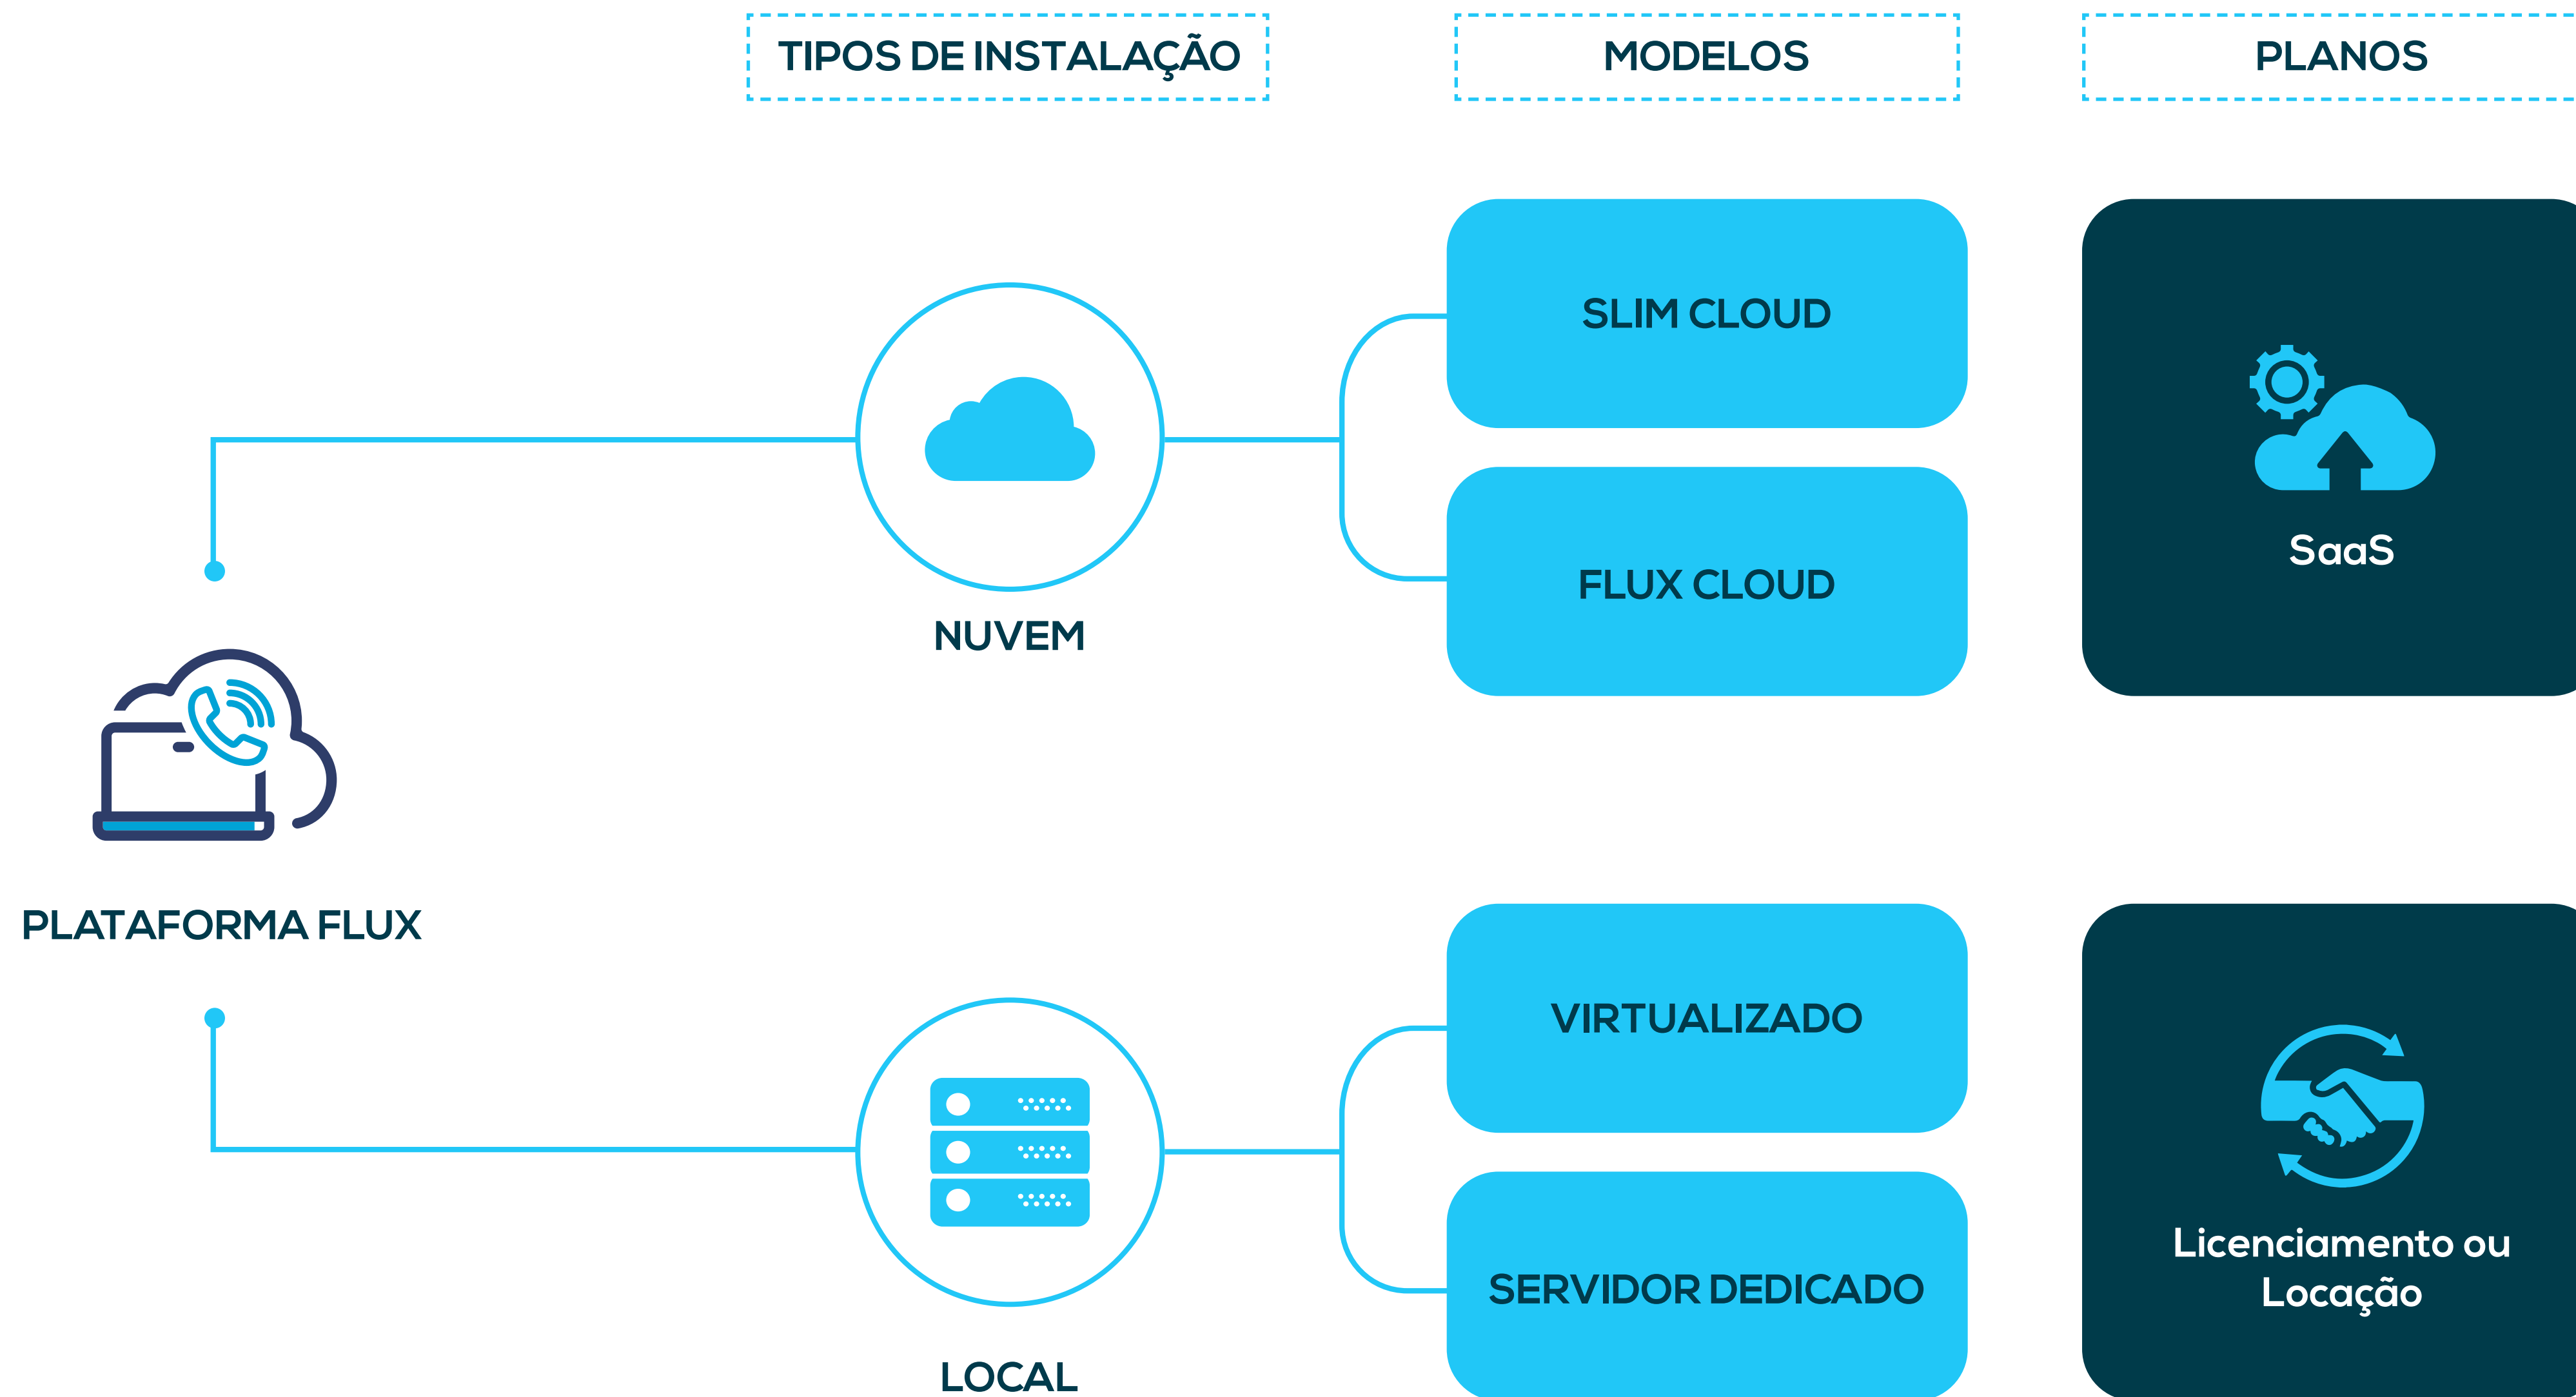 TIPOS DE INSTALAÇÃO
MODELOS
PLANOS
SLIM CLOUD
FLUX CLOUD
SaaS
NUVEM
PLATAFORMA FLUX
VIRTUALIZADO
SERVIDOR DEDICADO
Licenciamento ou
Locação
LOCAL